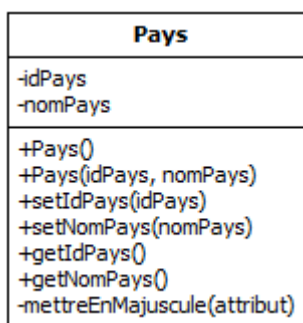 Pays
-idPays
-nomPays
+Pays()
+Pays(idPays, nomPays)
+setIdPays(idPays)
+setNomPays(nomPays)
+getIdPays()
+getNomPays()
-mettreEnMajuscule(attribut)